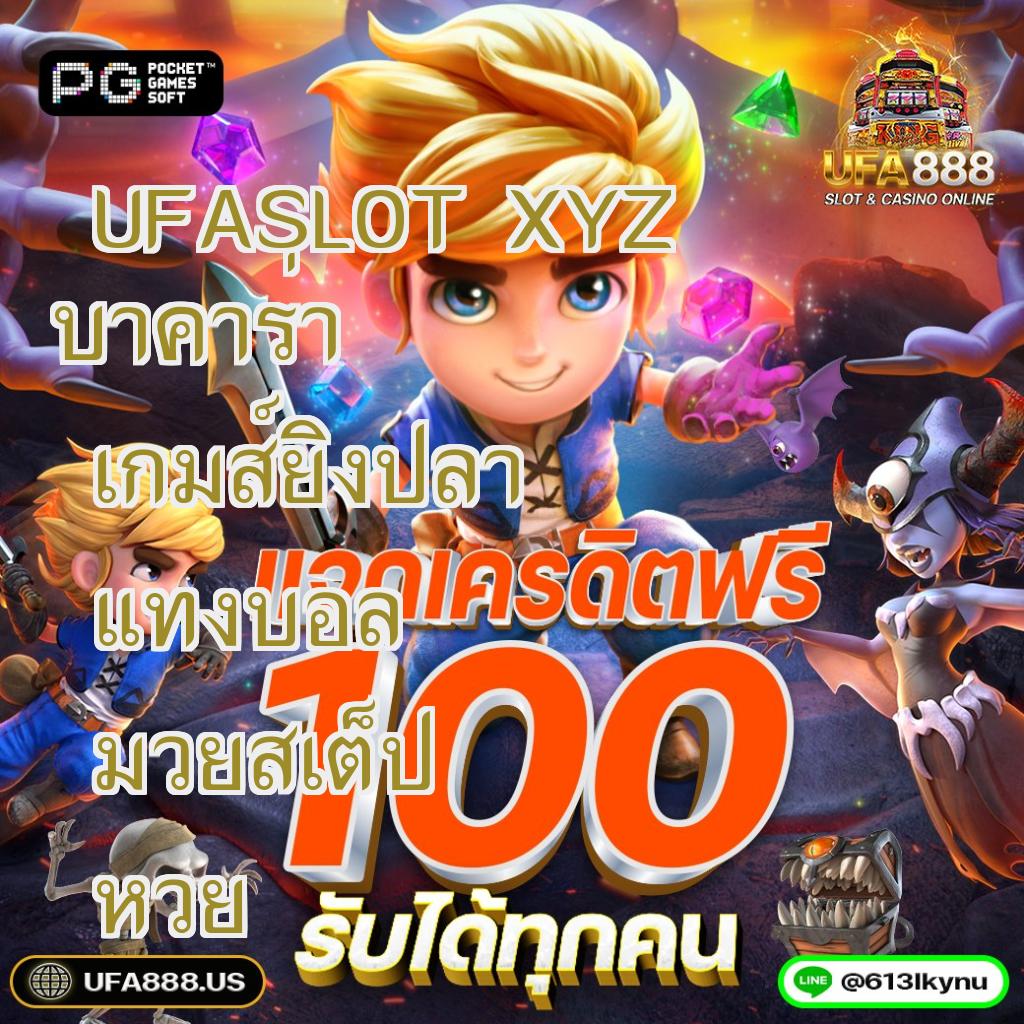 PG POCKET GAMES SOFT™
UFA888
SLOT & CASINO ONLINE
UFASุLOT XYZ
บาคารา
เกมส์ยิงปลา
แจกเครดิตฟรี
แทงบอล
100
มวยสเต็ป
หวย
รับได้ทุกคน
UFA888.US
LINE @613lkynu